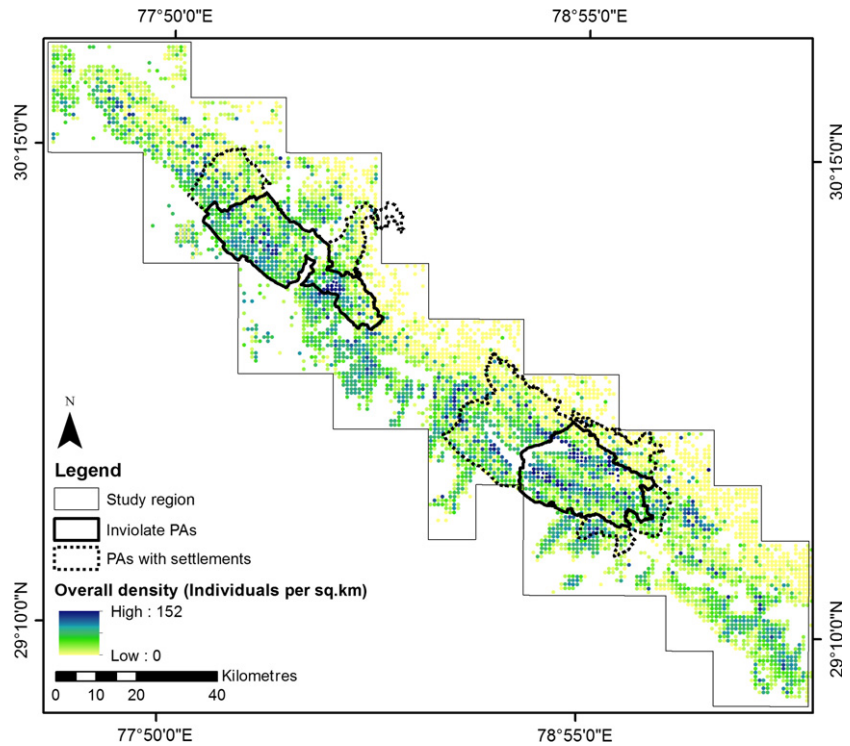 77°50'0"E 78°55'0"E
30°15'0"N 30°15'0"N
N
Legend
Study region
Inviolate PAs
PAs with settlements
Overall density (Individuals per sq.km)
High : 152
Low : 0
29°10'0"N 29°10'0"N
Kilometres
0 5 10 20 40
77°50'0"E 78°55'0"E